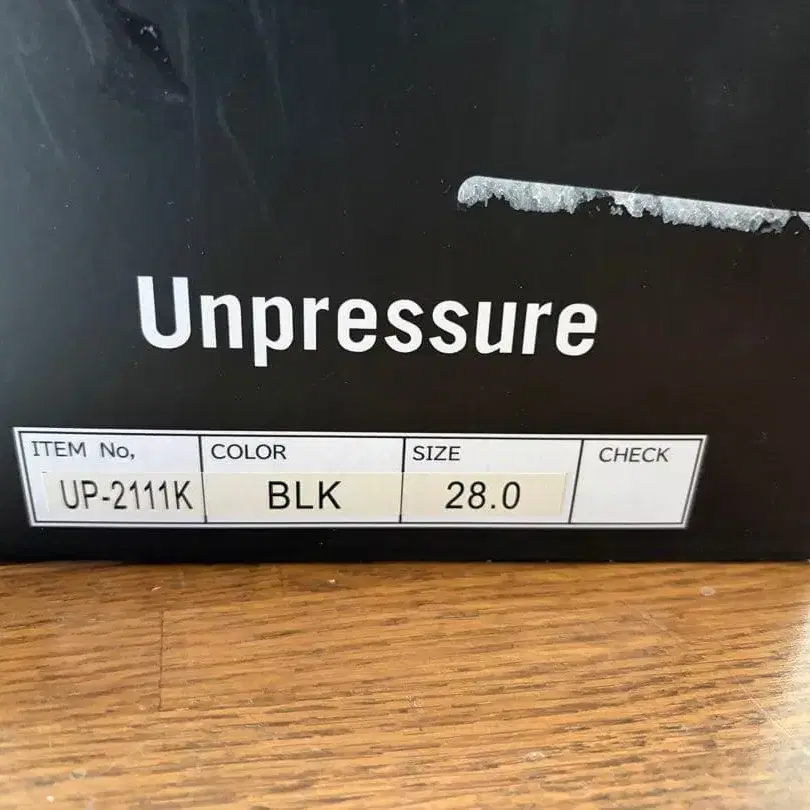 Unpressure
ITEM No, COLOR SIZE CHECK
UP-2111K BLK 28.0